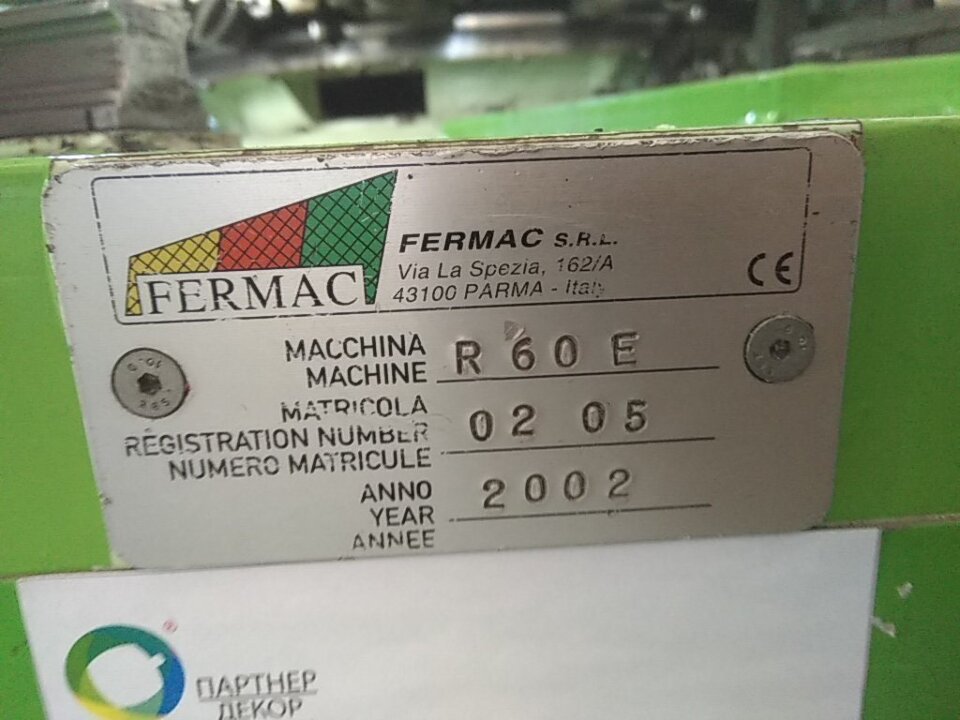 FERMAC
FERMAC S.R.L.
Via La Spezia, 162/A
43100 PARMA - Italy
CE
MACCHINA
MACHINE
R 60 E
MATRICOLA
REGISTRATION NUMBER
NUMERO MATRICULE
02 05
ANNO
YEAR
ANNEE
2002
®
ПАРТНЕР
ДЕКОР